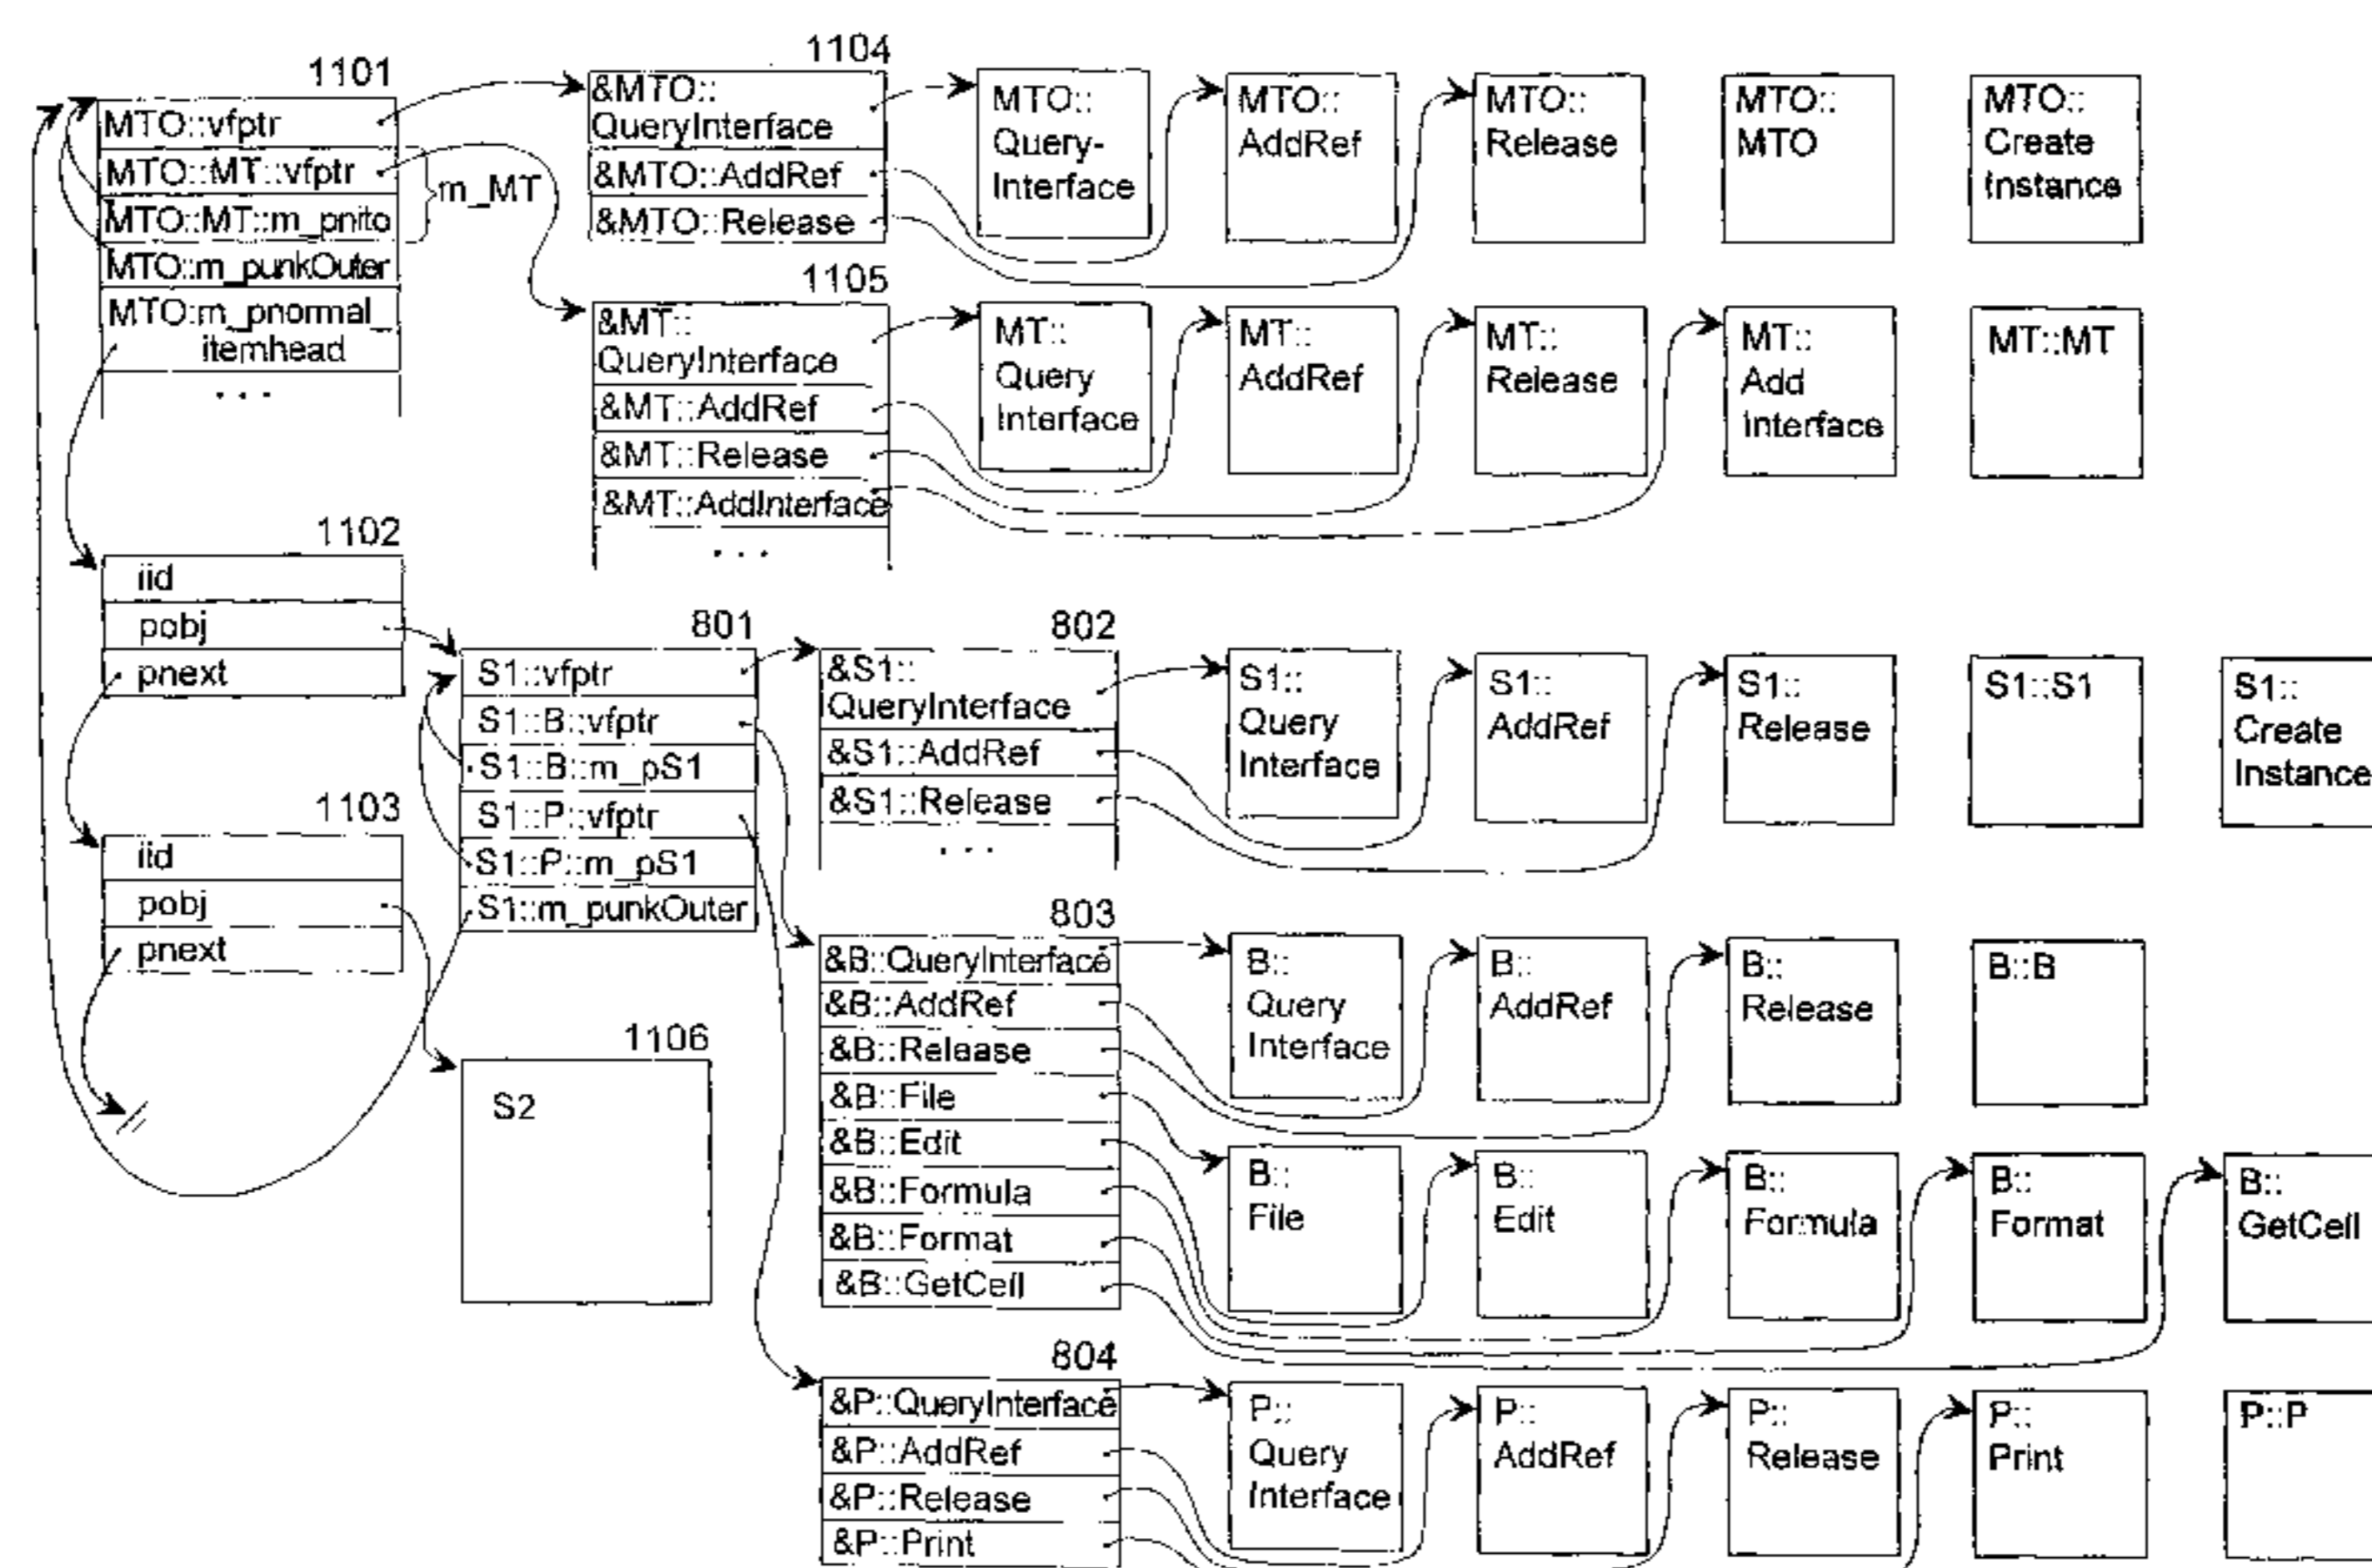 1101
MTO::vfptr
MTO::MT::vfptr
MTO::MT::m_pnito
m_MT
MTO::m_punkOuter
MTO:m_pnormal_
itemhead
. . .
1104
&MTO::
QueryInterface
&MTO::AddRef
&MTO::Release
MTO::
Query-
Interface
MTO::
AddRef
MTO::
Release
MTO::
MTO
MTO::
Create
Instance
1105
&MT::
QueryInterface
&MT::AddRef
&MT::Release
&MT::AddInterface
. . .
MT::
Query
Interface
MT::
AddRef
MT::
Release
MT::
Add
Interface
MT::MT
1102
iid
pobj
pnext
1103
iid
pobj
pnext
801
S1::vfptr
S1::B::vfptr
S1::B::m_pS1
S1::P::vfptr
S1::P::m_pS1
S1::m_punkOuter
802
&S1::
QueryInterface
&S1::AddRef
&S1::Release
. . .
S1::
Query
Interface
S1::
AddRef
S1::
Release
S1::S1
S1::
Create
Instance
1106
S2
803
&B::QueryInterface
&B::AddRef
&B::Release
&B::File
&B::Edit
&B::Formula
&B::Format
&B::GetCell
B::
Query
Interface
B::
AddRef
B::
Release
B::B
B::
File
B::
Edit
B::
Formula
B::
Format
B::
GetCell
804
&P::QueryInterface
&P::AddRef
&P::Release
&P::Print
P::
Query
Interface
P::
AddRef
P::
Release
P::
Print
P::P